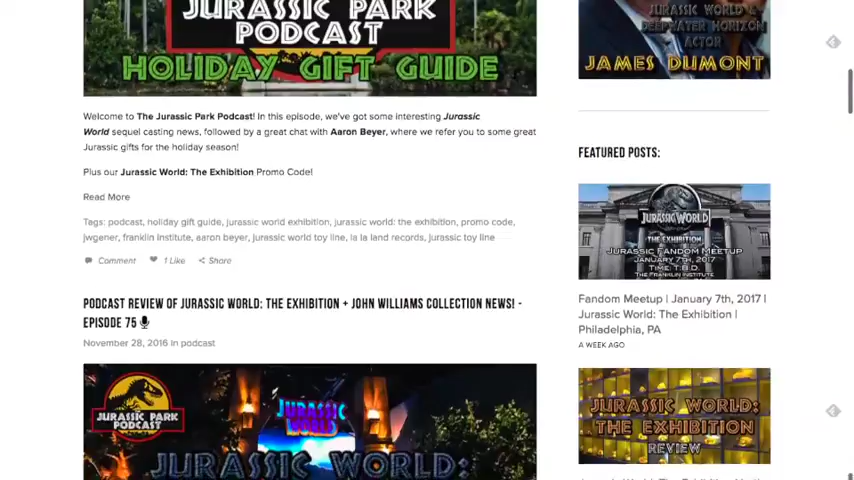 JURASSIC PARK
PODCAST
HOLIDAY GIFT GUIDE
Welcome to The Jurassic Park Podcast! In this episode, we've got some interesting Jurassic
World sequel casting news, followed by a great chat with Aaron Beyer, where we refer you to some great
Jurassic gifts for the holiday season!
Plus our Jurassic World: The Exhibition Promo Code!
Read More
Tags: podcast, holiday gift guide, jurassic world exhibition, jurassic world: the exhibition, promo code,
jwgener, franklin institute, aaron beyer, jurassic world toy line, la la land records, jurassic toy line
Comment 1 Like Share
PODCAST REVIEW OF JURASSIC WORLD: THE EXHIBITION + JOHN WILLIAMS COLLECTION NEWS! -
EPISODE 75
November 28, 2016 In podcast
JURASSIC PARK
PODCAST
JURASSIC
WORLD
JURASSIC WORLD:
JURASSIC WORLD &
DEEPWATER HORIZON
ACTOR
JAMES DUMONT
FEATURED POSTS:
JURASSIC WORLD
THE EXHIBITION
JURASSIC FANDOM MEETUP
JANUARY 7TH, 2017
TIME: T.B.D.
THE FRANKLIN INSTITUTE
Fandom Meetup | January 7th, 2017 |
Jurassic World: The Exhibition |
Philadelphia, PA
A WEEK AGO
JURASSIC WORLD:
THE EXHIBITION
REVIEW